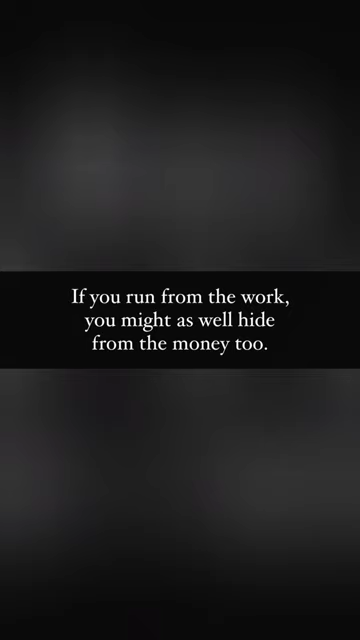 If you run from the work,
you might as well hide
from the money too.